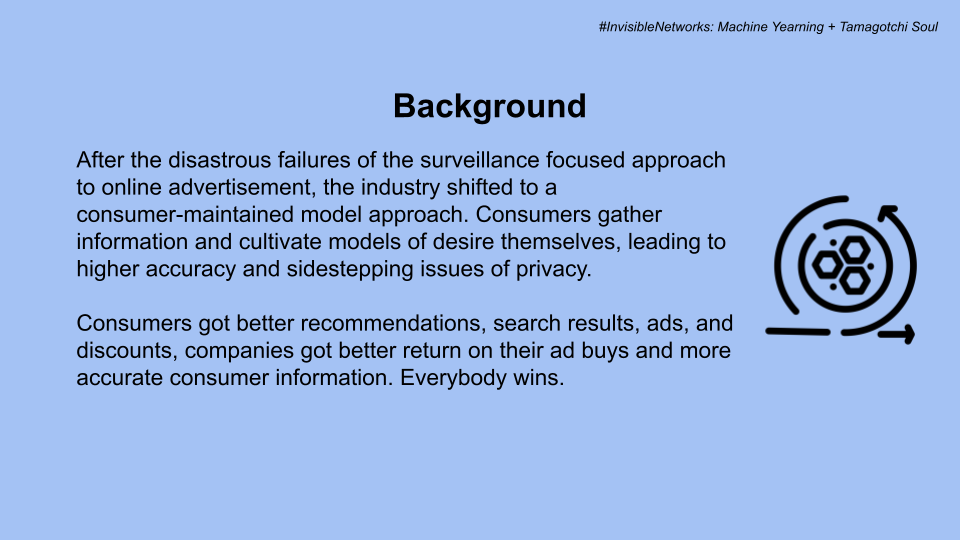 #InvisibleNetworks: Machine Yearning + Tamagotchi Soul
Background
After the disastrous failures of the surveillance focused approach
to online advertisement, the industry shifted to a
consumer-maintained model approach. Consumers gather
information and cultivate models of desire themselves, leading to
higher accuracy and sidestepping issues of privacy.
Consumers got better recommendations, search results, ads, and
discounts, companies got better return on their ad buys and more
accurate consumer information. Everybody wins.